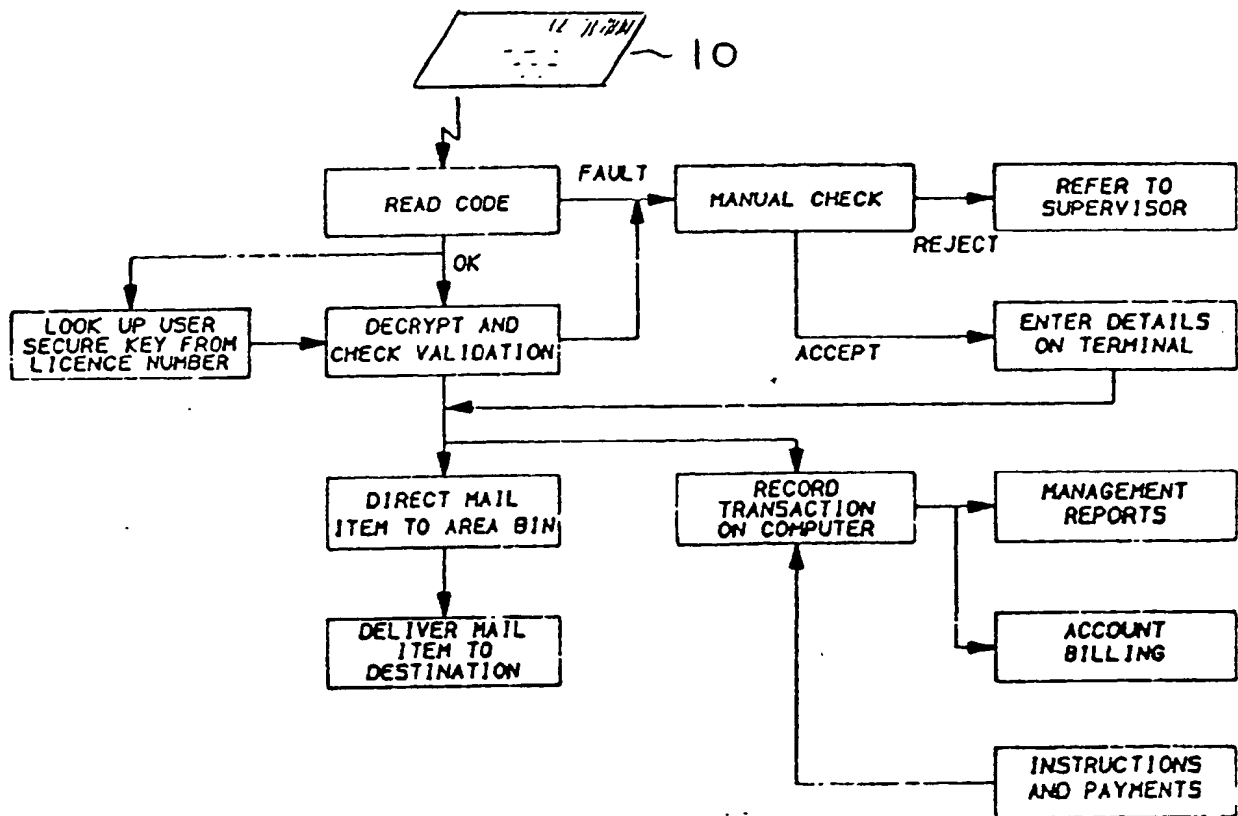 10
READ CODE
FAULT
MANUAL CHECK
REFER TO
SUPERVISOR
REJECT
OK
LOOK UP USER
SECURE KEY FROM
LICENCE NUMBER
DECRYPT AND
CHECK VALIDATION
ACCEPT
ENTER DETAILS
ON TERMINAL
DIRECT MAIL
ITEM TO AREA BIN
RECORD
TRANSACTION
ON COMPUTER
MANAGEMENT
REPORTS
DELIVER MAIL
ITEM TO
DESTINATION
ACCOUNT
BILLING
INSTRUCTIONS
AND PAYMENTS